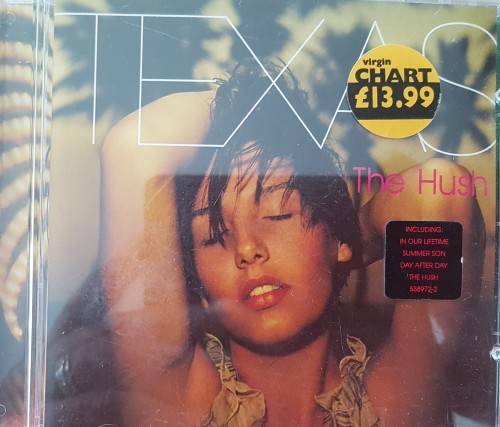 TEXAS
virgin
CHART
£13.99
The Hush
INCLUDING:
IN OUR LIFETIME
SUMMER SON
DAY AFTER DAY
THE HUSH
538972-2